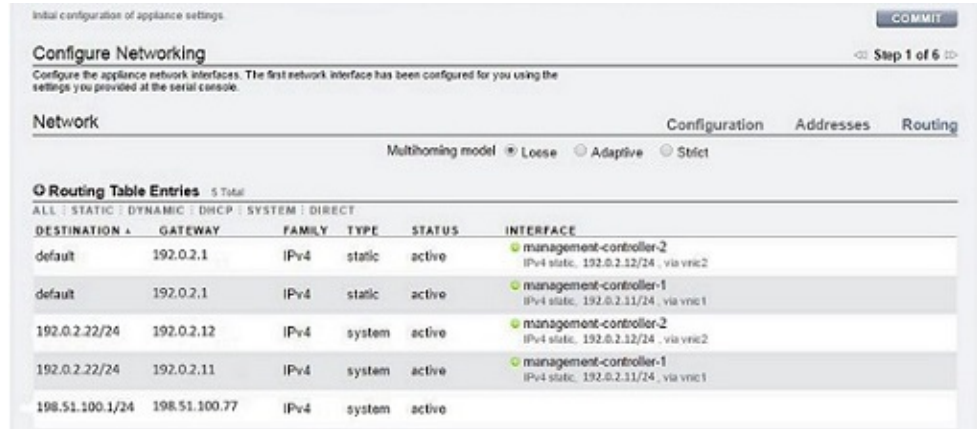 Initial configuration of appliance settings.
COMMIT
Configure Networking
Step 1 of 6
Configure the appliance network interfaces. The first network interface has been configured for you using the
settings you provided at the serial console.
Network
Configuration Addresses Routing
Multihoming model Loose Adaptive Strict
Routing Table Entries 5 Total
ALL | STATIC | DYNAMIC | DHCP | SYSTEM | DIRECT
DESTINATION GATEWAY FAMILY TYPE STATUS INTERFACE
default 192.0.2.1 IPv4 static active management-controller-2
IPv4 static, 192.0.2.12/24 , via vnic2
default 192.0.2.1 IPv4 static active management-controller-1
IPv4 static, 192.0.2.11/24 , via vnic1
192.0.2.22/24 192.0.2.12 IPv4 system active management-controller-2
IPv4 static, 192.0.2.12/24 , via vnic2
192.0.2.22/24 192.0.2.11 IPv4 system active management-controller-1
IPv4 static, 192.0.2.11/24 , via vnic1
198.51.100.1/24 198.51.100.77 IPv4 system active